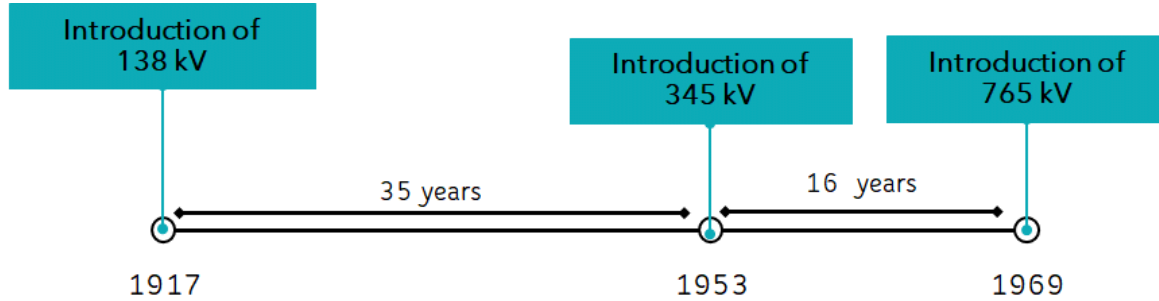 Introduction of
138 kV
Introduction of
345 kV
Introduction of
765 kV
35 years
16 years
1917
1953
1969